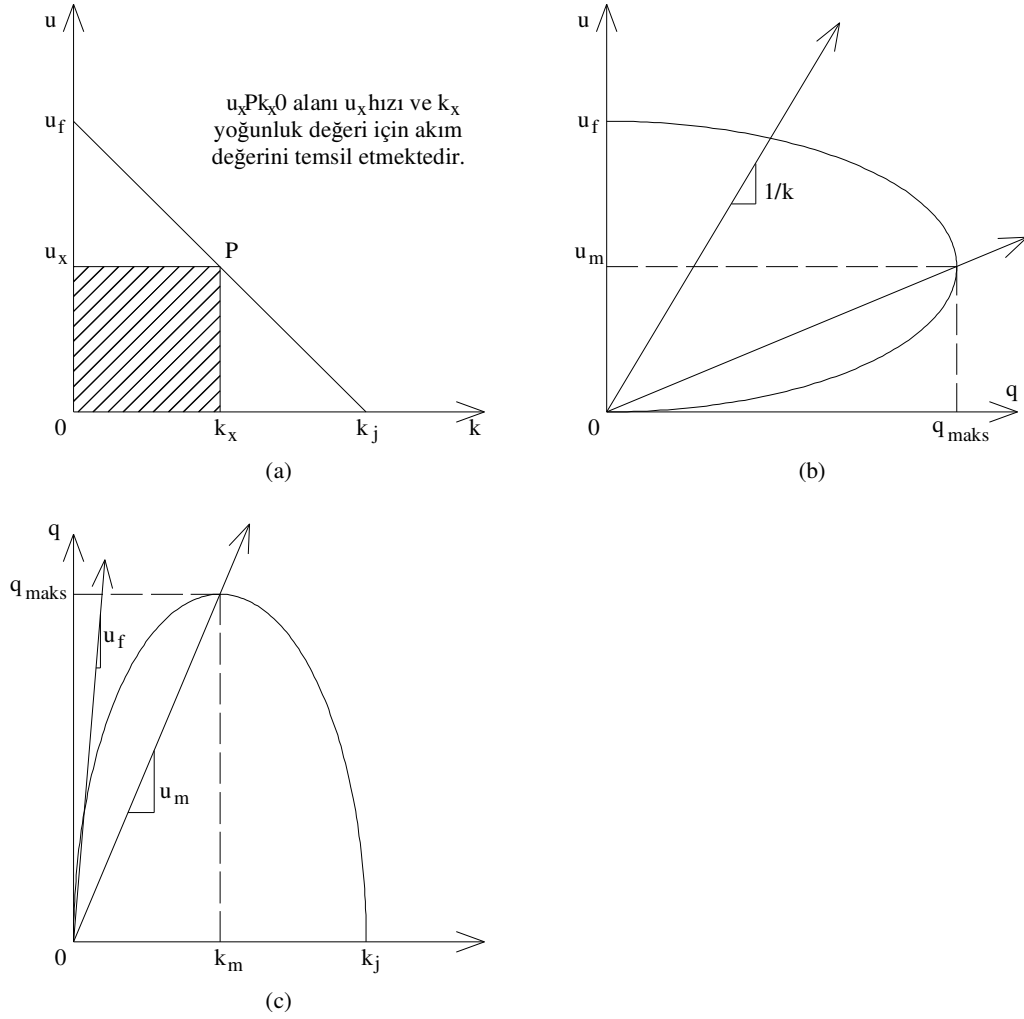 u
u_xPk_x0 alanı u_x hızı ve k_x
yoğunluk değeri için akım
değerini temsil etmektedir.
u_f
u_x
P
0
k_x
k_j
k
(a)
u
u_f
1/k
u_m
q
0
q_maks
(b)
q
q_maks
u_f
u_m
0
k_m
k_j
(c)